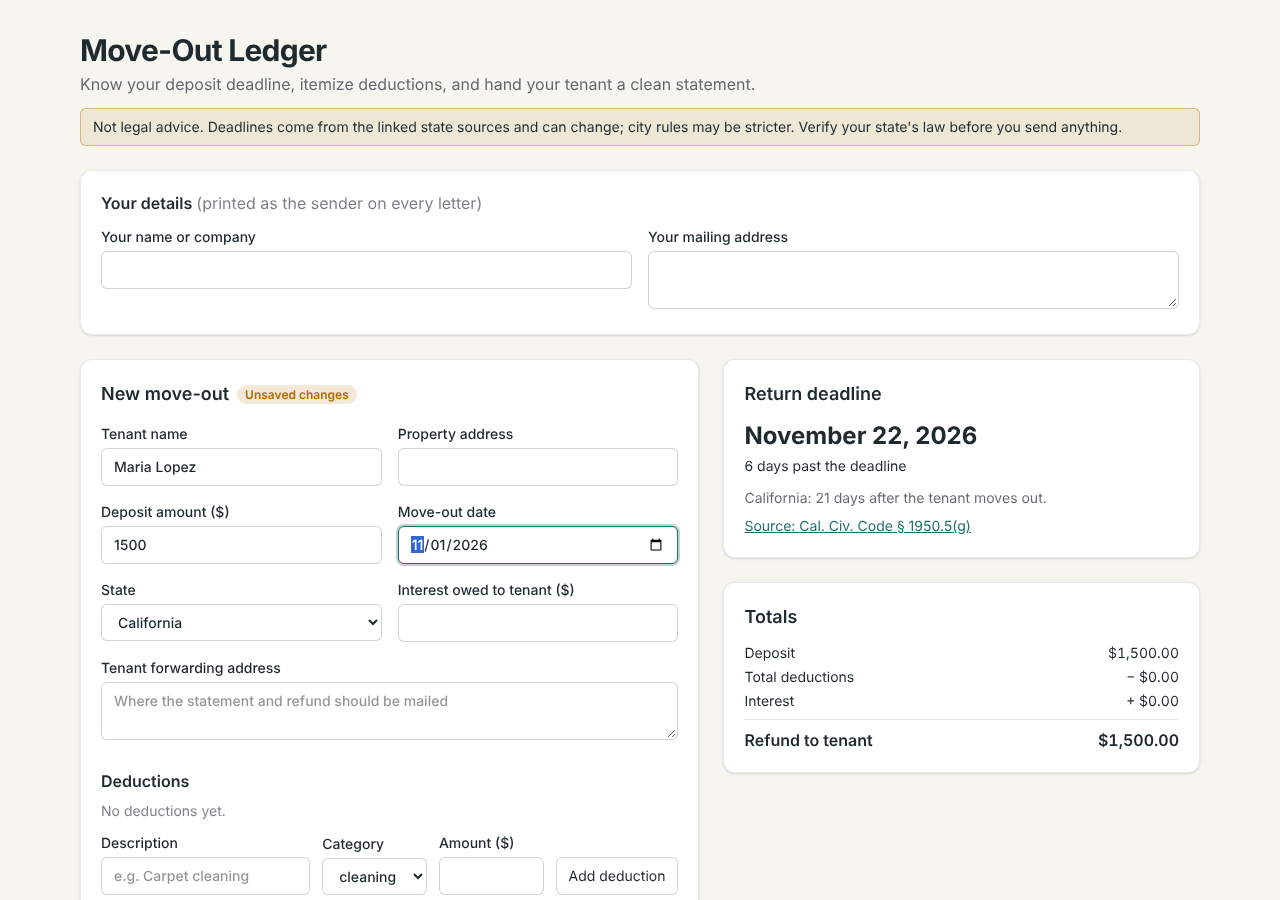 Move-Out Ledger
Know your deposit deadline, itemize deductions, and hand your tenant a clean statement.
Not legal advice. Deadlines come from the linked state sources and can change; city rules may be stricter. Verify your state's law before you send anything.
Your details (printed as the sender on every letter)
Your name or company
Your mailing address
New move-out
Unsaved changes
Tenant name
Property address
Maria Lopez
Deposit amount ($)
Move-out date
1500
11/01/2026
State
Interest owed to tenant ($)
California
Tenant forwarding address
Where the statement and refund should be mailed
Deductions
No deductions yet.
Description
Category
Amount ($)
e.g. Carpet cleaning
cleaning
Add deduction
Return deadline
November 22, 2026
6 days past the deadline
California: 21 days after the tenant moves out.
Source: Cal. Civ. Code § 1950.5(g)
Totals
Deposit $1,500.00
Total deductions − $0.00
Interest + $0.00
Refund to tenant $1,500.00